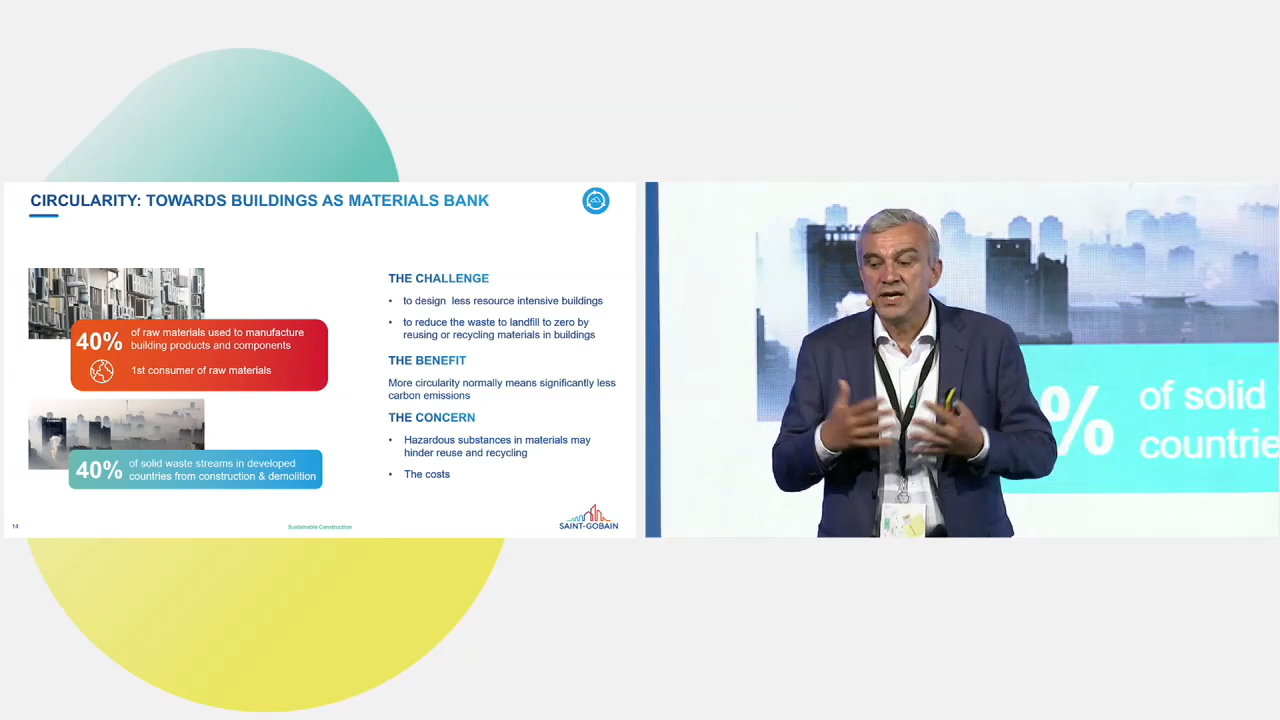 CIRCULARITY: TOWARDS BUILDINGS AS MATERIALS BANK
40%
of raw materials used to manufacture
building products and components
1st consumer of raw materials
40%
of solid waste streams in developed
countries from construction & demolition
THE CHALLENGE
• to design less resource intensive buildings
• to reduce the waste to landfill to zero by
reusing or recycling materials in buildings
THE BENEFIT
More circularity normally means significantly less
carbon emissions
THE CONCERN
• Hazardous substances in materials may
hinder reuse and recycling
• The costs
14
Sustainable Construction
SAINT-GOBAIN
%
of solid
countrie